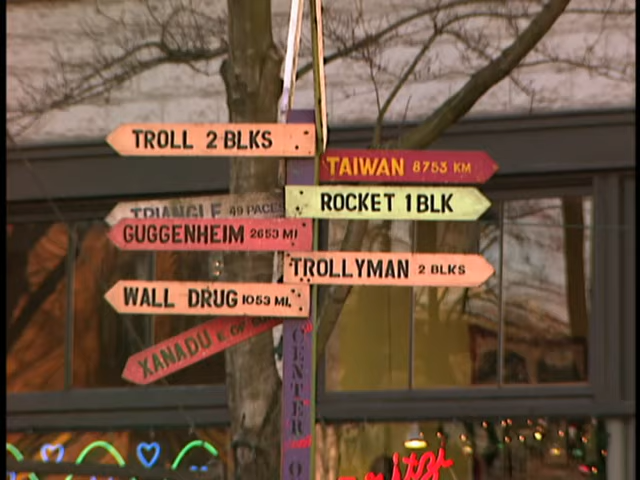 TROLL 2 BLKS
TAIWAN 8753 KM
TRIANGLE 49 PACES
ROCKET 1 BLK
GUGGENHEIM 2653 MI
TROLLYMAN 2 BLKS
WALL DRUG 1053 MI.
XANADU E. OF
CENTER O